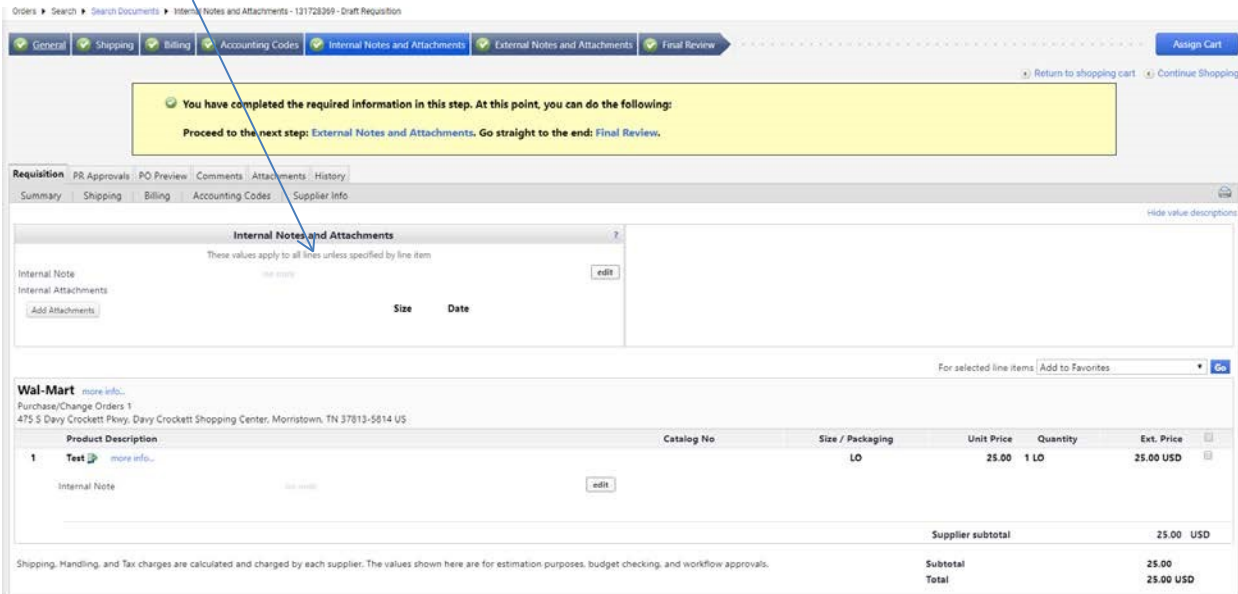 Orders ▸ Search ▸ Search Documents ▸ Internal Notes and Attachments - 131728369 - Draft Requisition
General Shipping Billing Accounting Codes Internal Notes and Attachments External Notes and Attachments Final Review Assign Cart
Return to shopping cart Continue Shopping
You have completed the required information in this step. At this point, you can do the following:
Proceed to the next step: External Notes and Attachments. Go straight to the end: Final Review.
Requisition PR Approvals PO Preview Comments Attachments History
Summary Shipping Billing Accounting Codes Supplier Info
Hide value descriptions
Internal Notes and Attachments ?
These values apply to all lines unless specified by line item
Internal Note edit
Internal Attachments
Add Attachments Size Date
For selected line items Add to Favorites Go
Wal-Mart more info...
Purchase/Change Orders 1
475 S Davy Crockett Pkwy, Davy Crockett Shopping Center, Morristown, TN 37813-5814 US
Product Description Catalog No Size / Packaging Unit Price Quantity Ext. Price
1 Test more info... LO 25.00 1 LO 25.00 USD
Internal Note edit
Supplier subtotal 25.00 USD
Shipping, Handling, and Tax charges are calculated and charged by each supplier. The values shown here are for estimation purposes, budget checking, and workflow approvals. Subtotal 25.00
Total 25.00 USD